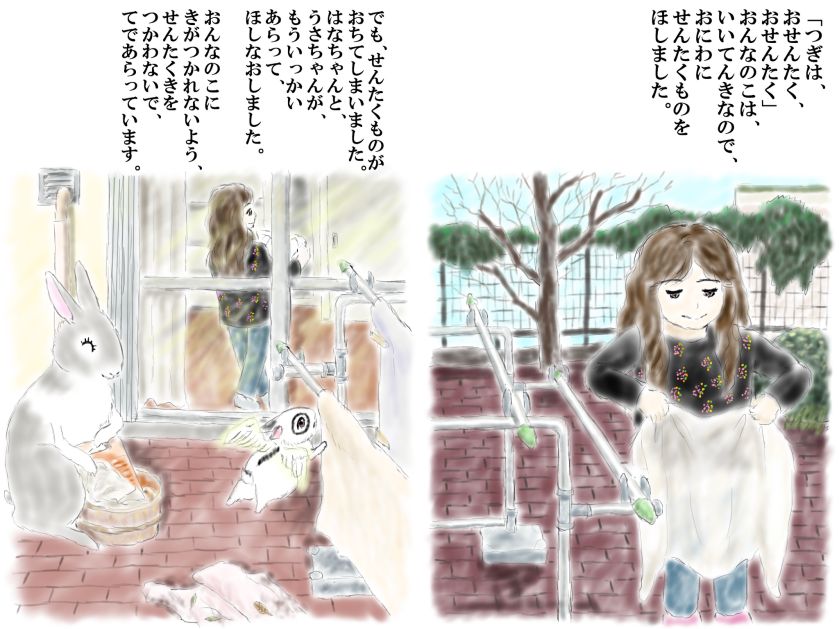 「つぎは、
おせんたく、
おせんたく」
おんなのこは、
いいてんきなので、
おにわに
せんたくものを
ほしました。
でも、せんたくものが
おちてしまいました。
はなちゃんと、
うさちゃんが、
もういっかい
あらって、
ほしなおしました。
おんなのこに
きがつかれないよう、
せんたくきを
つかわないで、
てであらっています。